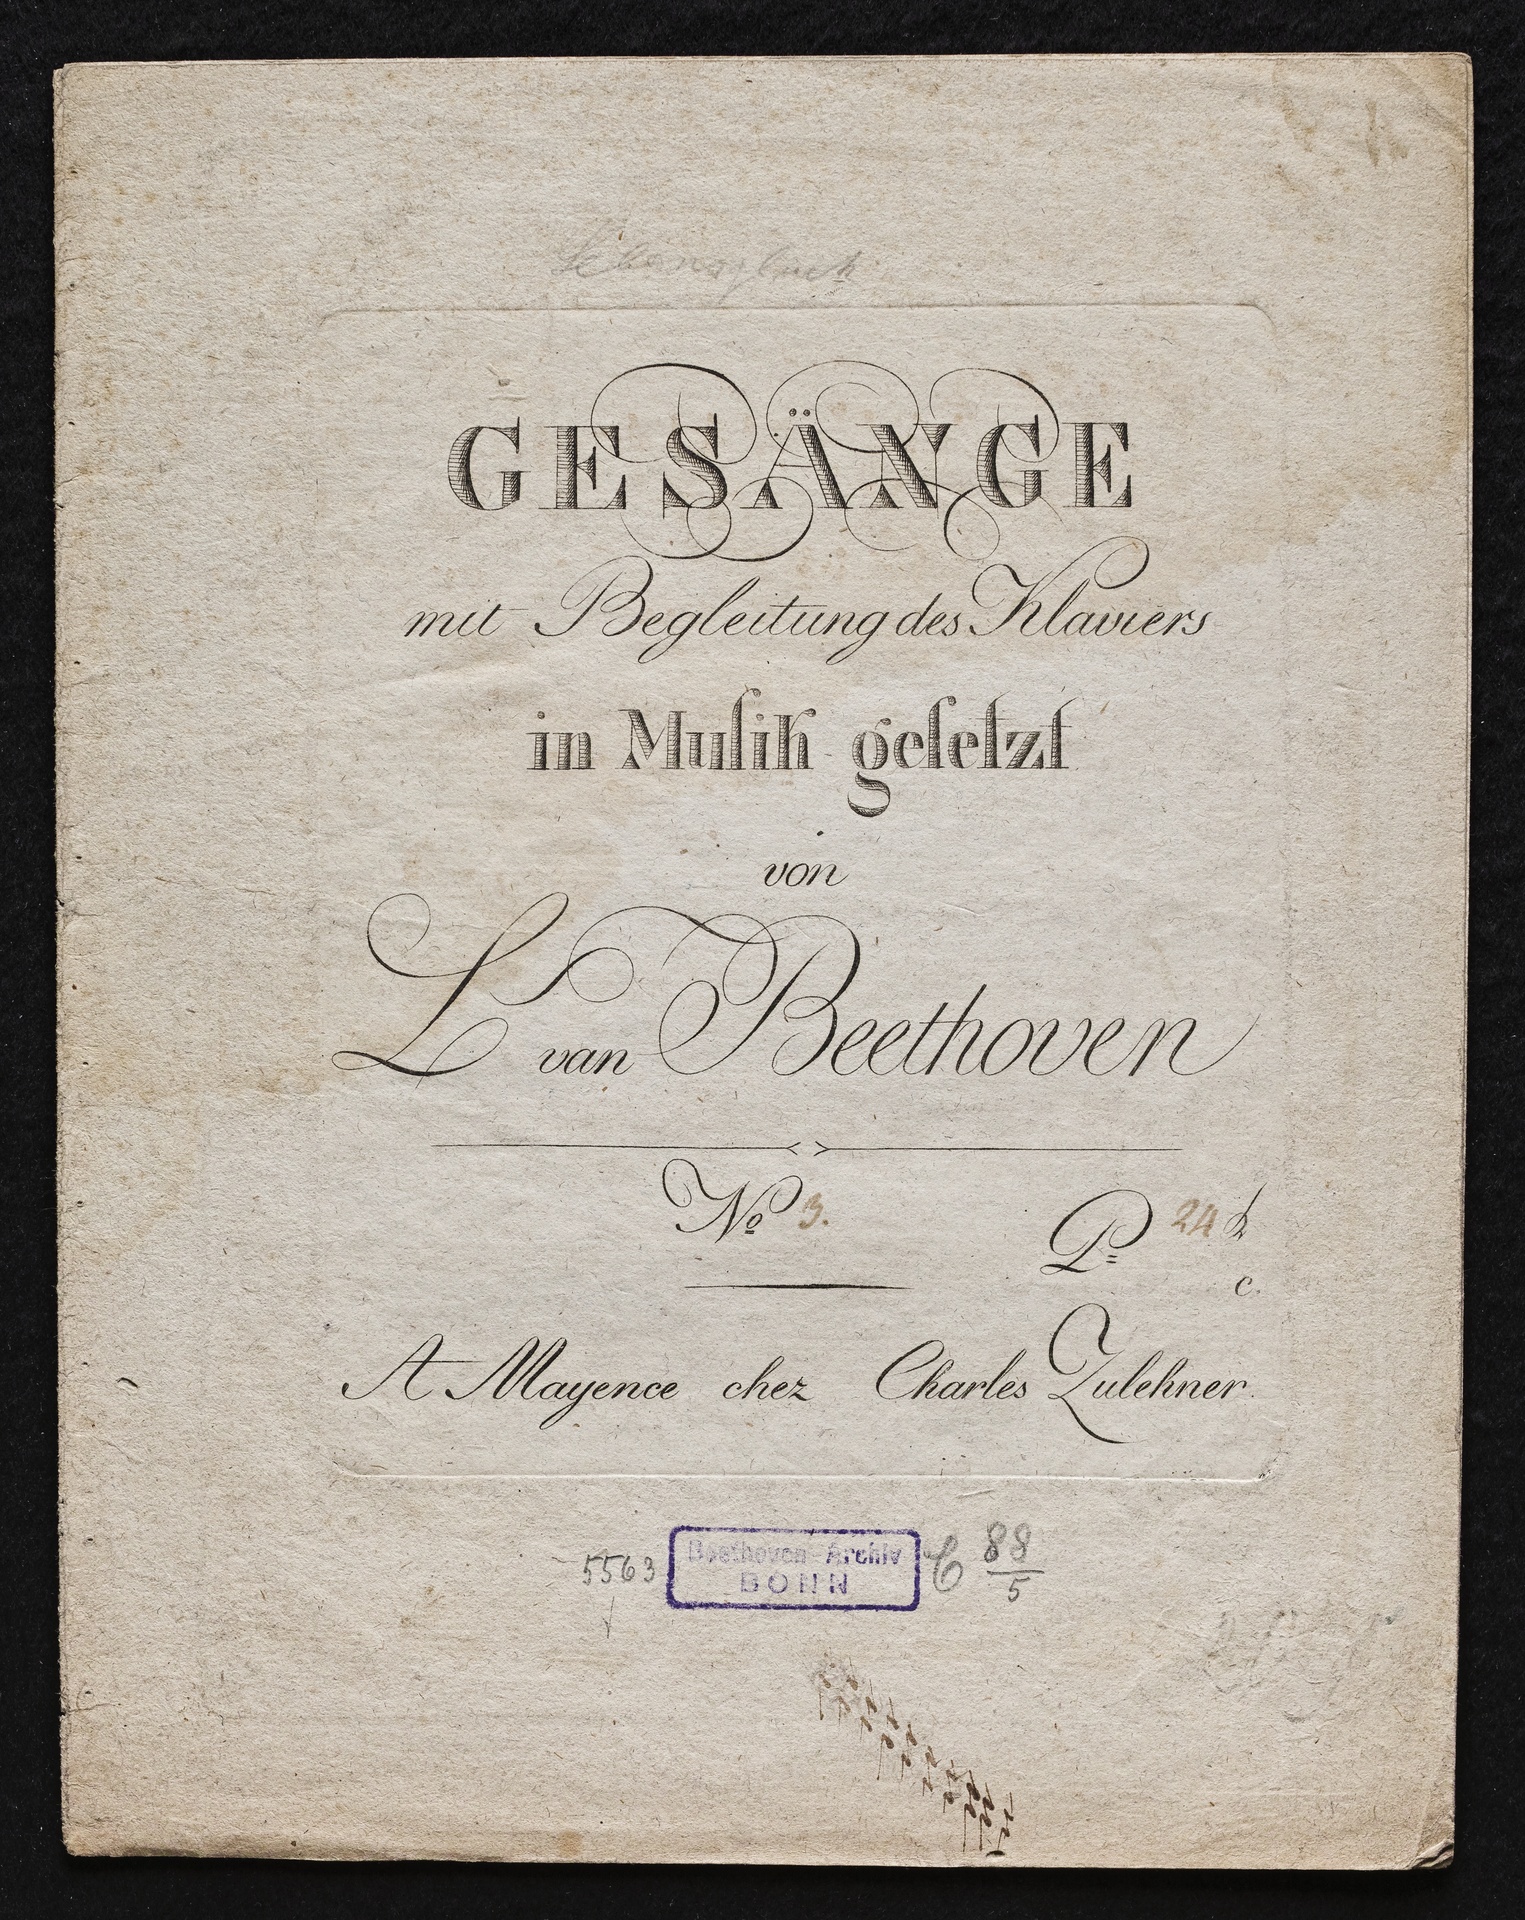 GESÄNGE
mit Begleitung des Klaviers
in Muſik geſetzt
von
L van Beethoven
No 3.
Pr 24
c.
A Mayence chez Charles Zulehner.
5563
Beethoven-Archiv
BONN
C 88
5